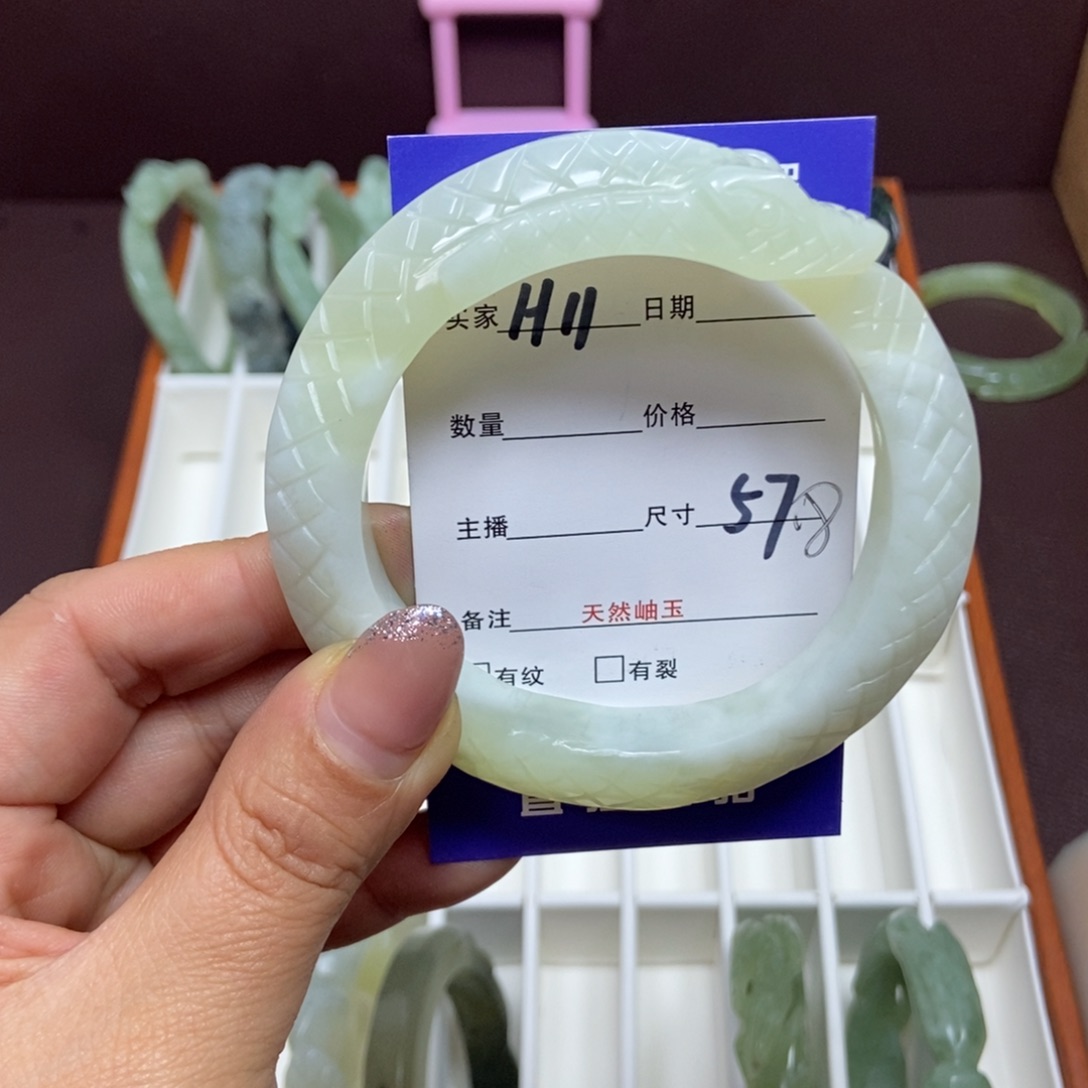 买家 H11 日期
数量 价格
主播 尺寸 57
备注 天然岫玉
有纹 □有裂